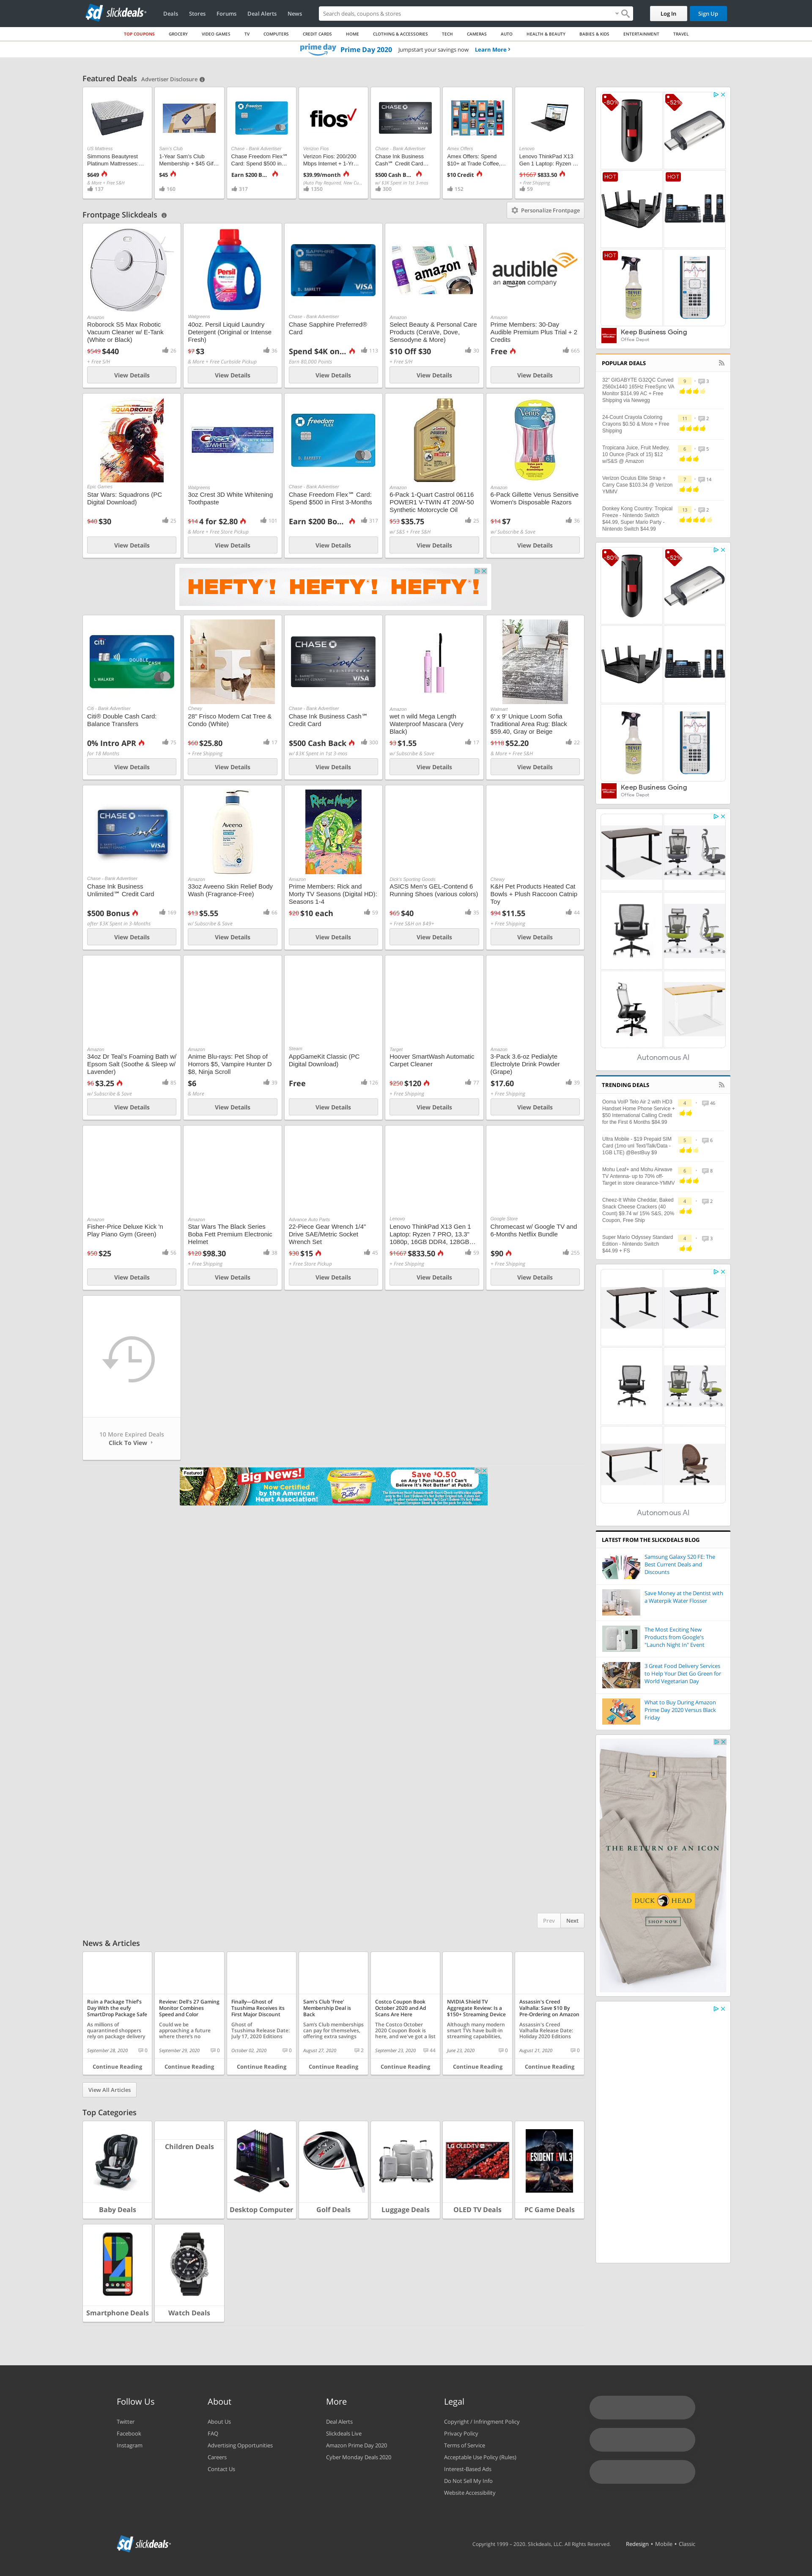 slickdeals
Deals
Stores
Forums
Deal Alerts
News
Search deals, coupons & stores
Log In
Sign Up
TOP COUPONS
GROCERY
VIDEO GAMES
TV
COMPUTERS
CREDIT CARDS
HOME
CLOTHING & ACCESSORIES
TECH
CAMERAS
AUTO
HEALTH & BEAUTY
BABIES & KIDS
ENTERTAINMENT
TRAVEL
prime day
Prime Day 2020
Jumpstart your savings now
Learn More
Featured Deals
Advertiser Disclosure
US Mattress
Simmons Beautyrest
Platinum Mattresses: ...
$649
& More + Free S&H
137
Sam's Club
1-Year Sam's Club
Membership + $45 Gif...
$45
160
Chase - Bank Advertiser
Chase Freedom Flex℠
Card: Spend $500 in...
Earn $200 B...
317
Verizon Fios
Verizon Fios: 200/200
Mbps Internet + 1-Yr...
$39.99/month
1350
Chase - Bank Advertiser
Chase Ink Business
Cash℠ Credit Card...
$500 Cash B...
300
Amex Offers
Amex Offers: Spend
$10+ at Trade Coffee,...
$10 Credit
152
Lenovo
Lenovo ThinkPad X13
Gen 1 Laptop: Ryzen ...
$1667 $833.50
+ Free Shipping
59
Frontpage Slickdeals
Personalize Frontpage
Amazon
Roborock S5 Max Robotic
Vacuum Cleaner w/ E-Tank
(White or Black)
$549 $440
26
+ Free S/H
View Details
Walgreens
40oz. Persil Liquid Laundry
Detergent (Original or Intense
Fresh)
$7 $3
36
& More + Free Curbside Pickup
View Details
Chase - Bank Advertiser
Chase Sapphire Preferred®
Card
Spend $4K on...
113
Earn 80,000 Points
View Details
Amazon
Select Beauty & Personal Care
Products (CeraVe, Dove,
Sensodyne & More)
$10 Off $30
30
+ Free S/H
View Details
audible
an amazon company
Amazon
Prime Members: 30-Day
Audible Premium Plus Trial + 2
Credits
Free
665
View Details
Epic Games
Star Wars: Squadrons (PC
Digital Download)
$40 $30
25
View Details
Walgreens
3oz Crest 3D White Whitening
Toothpaste
$14 4 for $2.80
101
& More + Free Store Pickup
View Details
Chase - Bank Advertiser
Chase Freedom Flex℠ Card:
Spend $500 in First 3-Months
Earn $200 Bo...
317
View Details
Amazon
6-Pack 1-Quart Castrol 06116
POWER1 V-TWIN 4T 20W-50
Synthetic Motorcycle Oil
$53 $35.75
25
w/ S&S + Free S&H
View Details
Amazon
6-Pack Gillette Venus Sensitive
Women's Disposable Razors
$14 $7
36
w/ Subscribe & Save
View Details
HEFTY! HEFTY! HEFTY!
Citi - Bank Advertiser
Citi® Double Cash Card:
Balance Transfers
0% Intro APR
75
for 18 Months
View Details
Chewy
28" Frisco Modern Cat Tree &
Condo (White)
$60 $25.80
17
+ Free Shipping
View Details
Chase - Bank Advertiser
Chase Ink Business Cash℠
Credit Card
$500 Cash Back
300
w/ $3K Spent in 1st 3-mos
View Details
Amazon
wet n wild Mega Length
Waterproof Mascara (Very
Black)
$3 $1.55
17
w/ Subscribe & Save
View Details
Walmart
6' x 9' Unique Loom Sofia
Traditional Area Rug: Black
$59.40, Gray or Beige
$118 $52.20
22
& More + Free S&H
View Details
Chase - Bank Advertiser
Chase Ink Business
Unlimited℠ Credit Card
$500 Bonus
169
after $3K Spent in 3 Months
View Details
Amazon
33oz Aveeno Skin Relief Body
Wash (Fragrance-Free)
$13 $5.55
66
w/ Subscribe & Save
View Details
Amazon
Prime Members: Rick and
Morty TV Seasons (Digital HD):
Seasons 1-4
$20 $10 each
59
View Details
Dick's Sporting Goods
ASICS Men's GEL-Contend 6
Running Shoes (various colors)
$65 $40
35
+ Free S&H on $49+
View Details
Chewy
K&H Pet Products Heated Cat
Bowls + Plush Raccoon Catnip
Toy
$94 $11.55
44
+ Free Shipping
View Details
Amazon
34oz Dr Teal's Foaming Bath w/
Epsom Salt (Soothe & Sleep w/
Lavender)
$6 $3.25
85
w/ Subscribe & Save
View Details
Amazon
Anime Blu-rays: Pet Shop of
Horrors $5, Vampire Hunter D
$8, Ninja Scroll
$6
39
& More
View Details
Steam
AppGameKit Classic (PC
Digital Download)
Free
126
View Details
Target
Hoover SmartWash Automatic
Carpet Cleaner
$250 $120
77
+ Free Shipping
View Details
Amazon
3-Pack 3.6-oz Pedialyte
Electrolyte Drink Powder
(Grape)
$17.60
39
+ Free Shipping
View Details
Amazon
Fisher-Price Deluxe Kick 'n
Play Piano Gym (Green)
$50 $25
56
View Details
Amazon
Star Wars The Black Series
Boba Fett Premium Electronic
Helmet
$120 $98.30
38
+ Free Shipping
View Details
Advance Auto Parts
22-Piece Gear Wrench 1/4"
Drive SAE/Metric Socket
Wrench Set
$30 $15
45
+ Free Store Pickup
View Details
Lenovo
Lenovo ThinkPad X13 Gen 1
Laptop: Ryzen 7 PRO, 13.3"
1080p, 16GB DDR4, 128GB...
$1667 $833.50
59
+ Free Shipping
View Details
Google Store
Chromecast w/ Google TV and
6-Months Netflix Bundle
$90
255
+ Free Shipping
View Details
10 More Expired Deals
Click To View
Featured
Big News!
Now Certified
by the American
Heart Association!
Save $0.50
on Any 1 Purchase of I Can't
Believe It's Not Butter® at Publix
Prev
Next
News & Articles
Ruin a Package Thief's
Day With the eufy
SmartDrop Package Safe
As millions of
quarantined shoppers
rely on package delivery
September 28, 2020
0
Continue Reading
Review: Dell's 27 Gaming
Monitor Combines
Speed and Color
Could we be
approaching a future
where there's no
September 29, 2020
0
Continue Reading
Finally—Ghost of
Tsushima Receives its
First Major Discount
Ghost of
Tsushima Release Date:
July 17, 2020 Editions
October 02, 2020
0
Continue Reading
Sam's Club 'Free'
Membership Deal is
Back
Sam's Club memberships
can pay for themselves,
offering extra savings
August 27, 2020
2
Continue Reading
Costco Coupon Book
October 2020 and Ad
Scans Are Here
The Costco October
2020 Coupon Book is
here, and we've got a list
September 23, 2020
64
Continue Reading
NVIDIA Shield TV
Aggregate Review: Is a
$150+ Streaming Device
Although many modern
smart TVs have built-in
streaming capabilities,
June 23, 2020
0
Continue Reading
Assassin's Creed
Valhalla: Save $10 By
Pre-Ordering on Amazon
Assassin's Creed
Valhalla Release Date:
Holiday 2020 Editions
August 21, 2020
0
Continue Reading
View All Articles
Top Categories
Baby Deals
Children Deals
Desktop Computer
Golf Deals
Luggage Deals
OLED TV Deals
PC Game Deals
Smartphone Deals
Watch Deals
-80%
-52%
HOT
HOT
HOT
Keep Business Going
Office Depot
POPULAR DEALS
32" GIGABYTE G32QC Curved
2560x1440 165Hz FreeSync VA
Monitor $314.99 AC + Free
Shipping via Newegg
9
3
24-Count Crayola Coloring
Crayons $0.50 & More + Free
Shipping
11
2
Tropicana Juice, Fruit Medley,
10 Ounce (Pack of 15) $12
w/S&S @ Amazon
6
5
Verizon Oculus Elite Strap +
Carry Case $103.34 @ Verizon
YMMV
7
14
Donkey Kong Country: Tropical
Freeze - Nintendo Switch
$44.99, Super Mario Party -
Nintendo Switch $44.99
13
2
-80%
-52%
Keep Business Going
Office Depot
Autonomous AI
TRENDING DEALS
Ooma VoIP Telo Air 2 with HD3
Handset Home Phone Service +
$50 International Calling Credit
for the First 6 Months $84.99
4
46
Ultra Mobile - $19 Prepaid SIM
Card (1mo unl Text/Talk/Data -
1GB LTE) @BestBuy $9
5
6
Mohu Leaf+ and Mohu Airwave
TV Antenna- up to 70% off-
Target in store clearance-YMMV
6
8
Cheez-It White Cheddar, Baked
Snack Cheese Crackers (40
Count) $9.74 w/ 15% S&S, 20%
Coupon, Free Ship
4
2
Super Mario Odyssey Standard
Edition - Nintendo Switch
$44.99 + FS
4
3
Autonomous AI
LATEST FROM THE SLICKDEALS BLOG
Samsung Galaxy S20 FE: The
Best Current Deals and
Discounts
Save Money at the Dentist with
a Waterpik Water Flosser
The Most Exciting New
Products from Google's
"Launch Night In" Event
3 Great Food Delivery Services
to Help Your Diet Go Green for
World Vegetarian Day
What to Buy During Amazon
Prime Day 2020 Versus Black
Friday
THE RETURN OF AN ICON
DUCK HEAD
SHOP NOW
Follow Us
Twitter
Facebook
Instagram
About
About Us
FAQ
Advertising Opportunities
Careers
Contact Us
More
Deal Alerts
Slickdeals Live
Amazon Prime Day 2020
Cyber Monday Deals 2020
Legal
Copyright / Infringment Policy
Privacy Policy
Terms of Service
Acceptable Use Policy (Rules)
Interest-Based Ads
Do Not Sell My Info
Website Accessibility
slickdeals
Copyright 1999 - 2020. Slickdeals, LLC. All Rights Reserved.
Redesign • Mobile • Classic